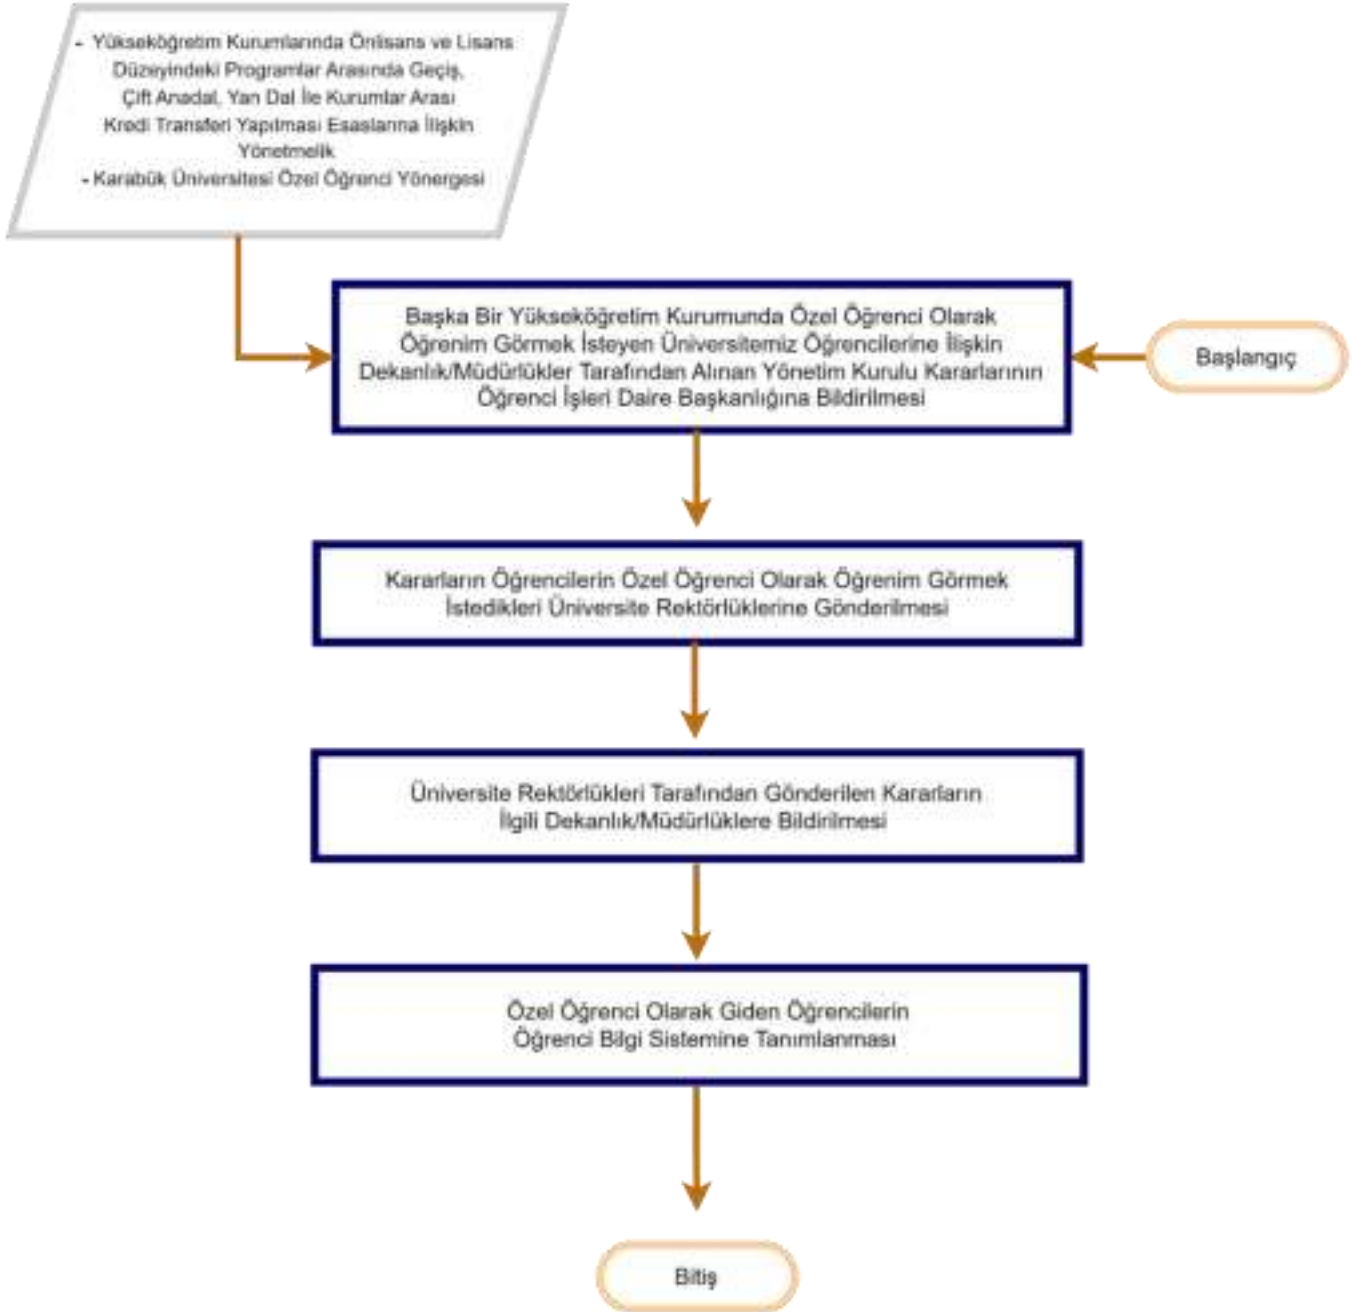 - Yükseköğretim Kurumlarında Önlisans ve Lisans
Düzeyindeki Programlar Arasında Geçiş,
Çift Anadal, Yan Dal İle Kurumlar Arası
Kredi Transferi Yapılması Esaslarına İlişkin
Yönetmelik
- Karabük Üniversitesi Özel Öğrenci Yönergesi
Başka Bir Yükseköğretim Kurumunda Özel Öğrenci Olarak
Öğrenim Görmek İsteyen Üniversitemiz Öğrencilerine İlişkin
Dekanlık/Müdürlükler Tarafından Alınan Yönetim Kurulu Kararlarının
Öğrenci İşleri Daire Başkanlığına Bildirilmesi
Başlangıç
Kararların Öğrencilerin Özel Öğrenci Olarak Öğrenim Görmek
İstedikleri Üniversite Rektörlüklerine Gönderilmesi
Üniversite Rektörlükleri Tarafından Gönderilen Kararların
İlgili Dekanlık/Müdürlüklere Bildirilmesi
Özel Öğrenci Olarak Giden Öğrencilerin
Öğrenci Bilgi Sistemine Tanımlanması
Bitiş